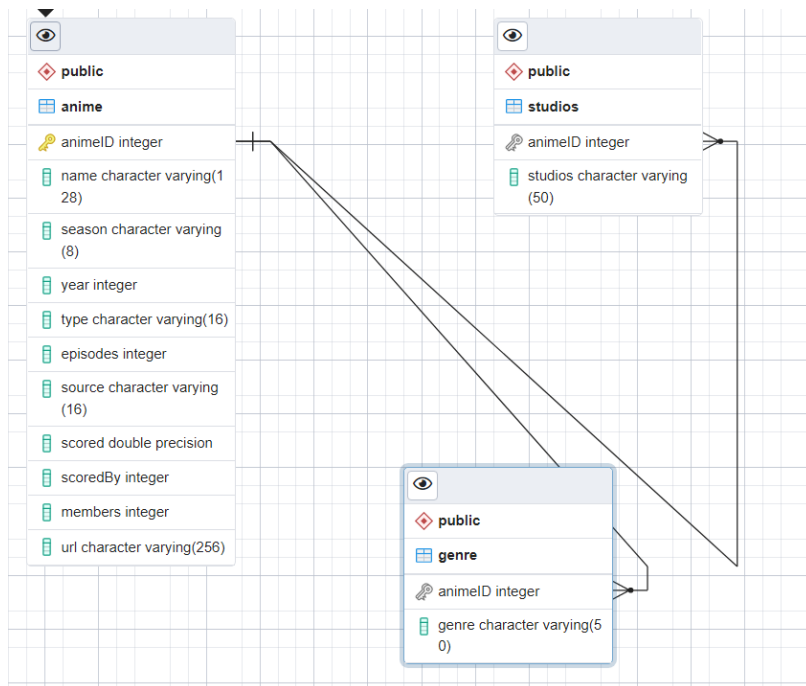 public
anime
animeID integer
name character varying(1
28)
season character varying
(8)
year integer
type character varying(16)
episodes integer
source character varying
(16)
scored double precision
scoredBy integer
members integer
url character varying(256)
public
studios
animeID integer
studios character varying
(50)
public
genre
animeID integer
genre character varying(5
0)